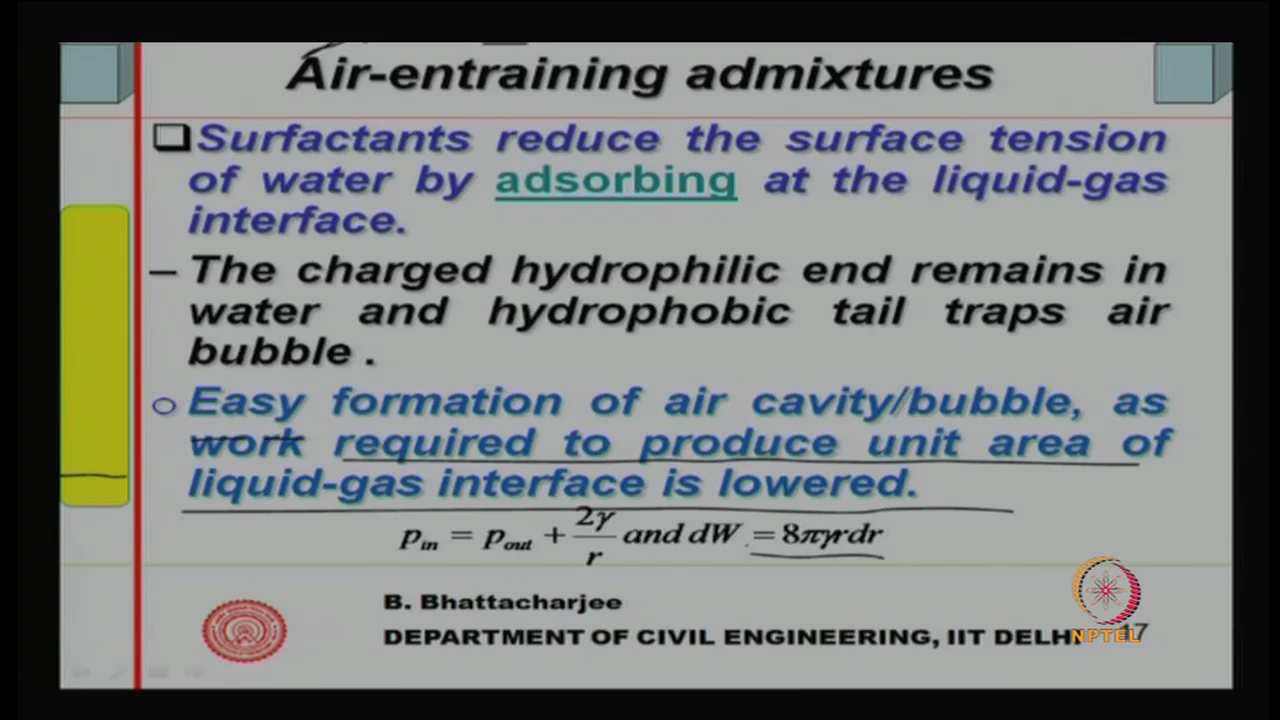 Air-entraining admixtures
Surfactants reduce the surface tension
of water by adsorbing at the liquid-gas
interface.
– The charged hydrophilic end remains in
water and hydrophobic tail traps air
bubble .
Easy formation of air cavity/bubble, as
work required to produce unit area of
liquid-gas interface is lowered.
p_in = p_out + 2γ/r and dW = 8πγrdr
B. Bhattacharjee
DEPARTMENT OF CIVIL ENGINEERING, IIT DELHI
NPTEL 17